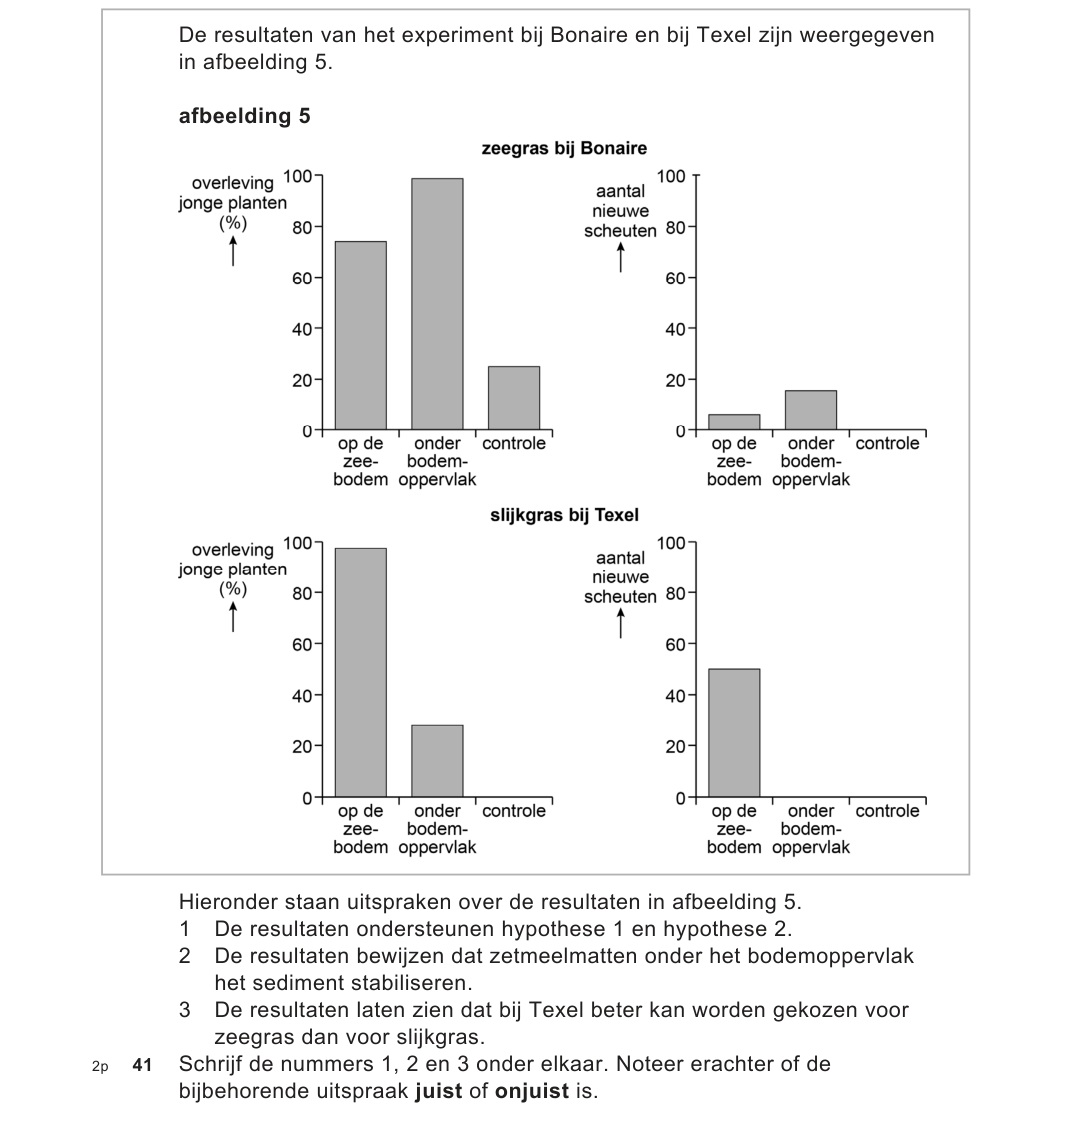 De resultaten van het experiment bij Bonaire en bij Texel zijn weergegeven
in afbeelding 5.
afbeelding 5
zeegras bij Bonaire
overleving
jonge planten
(%)
100
80
60
40
20
0
op de
zee-
bodem
onder
bodem-
oppervlak
controle
aantal
nieuwe
scheuten
100
80
60
40
20
0
op de
zee-
bodem
onder
bodem-
oppervlak
controle
slijkgras bij Texel
overleving
jonge planten
(%)
100
80
60
40
20
0
op de
zee-
bodem
onder
bodem-
oppervlak
controle
aantal
nieuwe
scheuten
100
80
60
40
20
0
op de
zee-
bodem
onder
bodem-
oppervlak
controle
Hieronder staan uitspraken over de resultaten in afbeelding 5.
1 De resultaten ondersteunen hypothese 1 en hypothese 2.
2 De resultaten bewijzen dat zetmeelmatten onder het bodemoppervlak
het sediment stabiliseren.
3 De resultaten laten zien dat bij Texel beter kan worden gekozen voor
zeegras dan voor slijkgras.
2p 41 Schrijf de nummers 1, 2 en 3 onder elkaar. Noteer erachter of de
bijbehorende uitspraak juist of onjuist is.